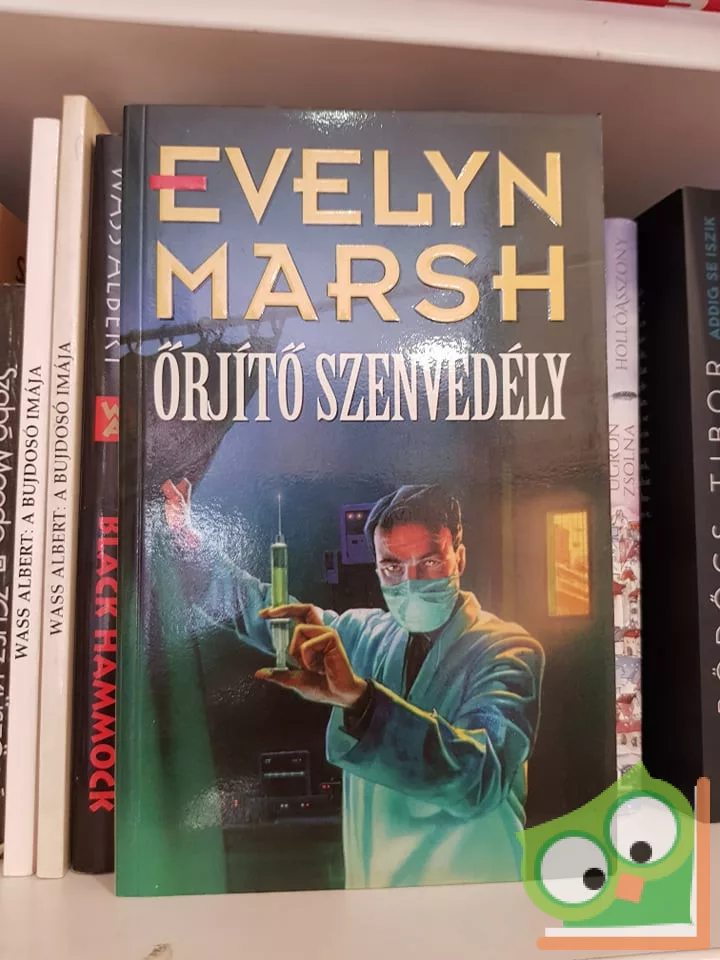 EVELYN
MARSH
ŐRJÍTŐ SZENVEDÉLY
WASS ALBERT: A BUJDOSÓ IMÁJA
WASS ALBERT: A BUJDOSÓ IMÁJA
WASS ALBERT
BLACK HAMMOCK
UGRON
ZSOLNA
HOLLÓASSZONY
TIBOR
ADDIG SE ISZIK